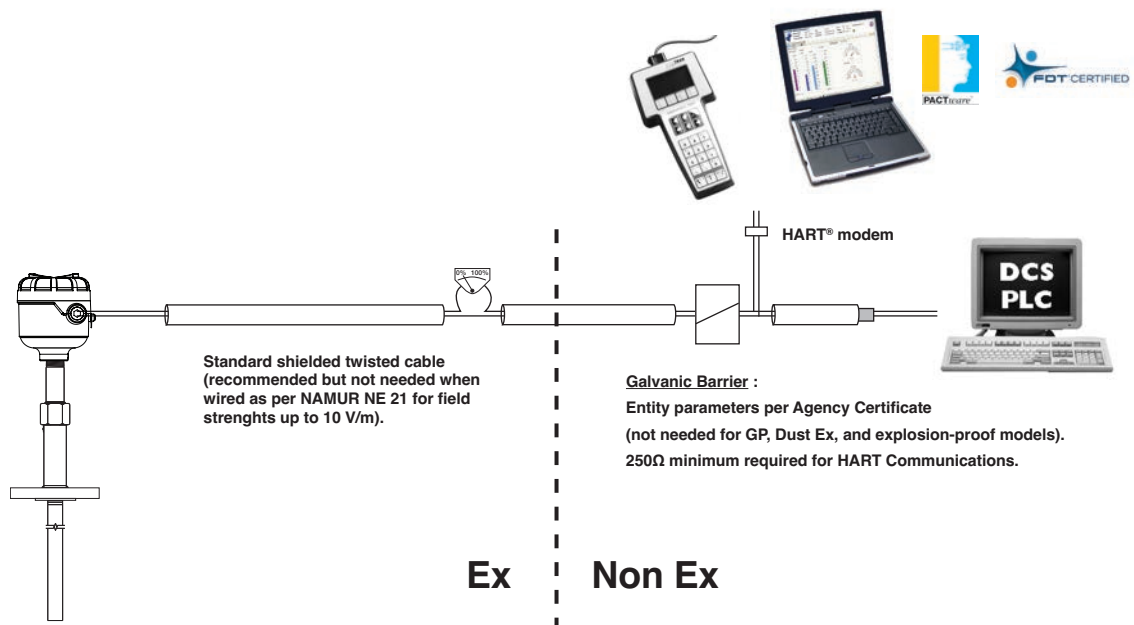 PACTware®
FDT CERTIFIED
HART® modem
0% 100%
DCS
PLC
Standard shielded twisted cable
(recommended but not needed when
wired as per NAMUR NE 21 for field
strenghts up to 10 V/m).
Galvanic Barrier :
Entity parameters per Agency Certificate
(not needed for GP, Dust Ex, and explosion-proof models).
250Ω minimum required for HART Communications.
Ex
Non Ex